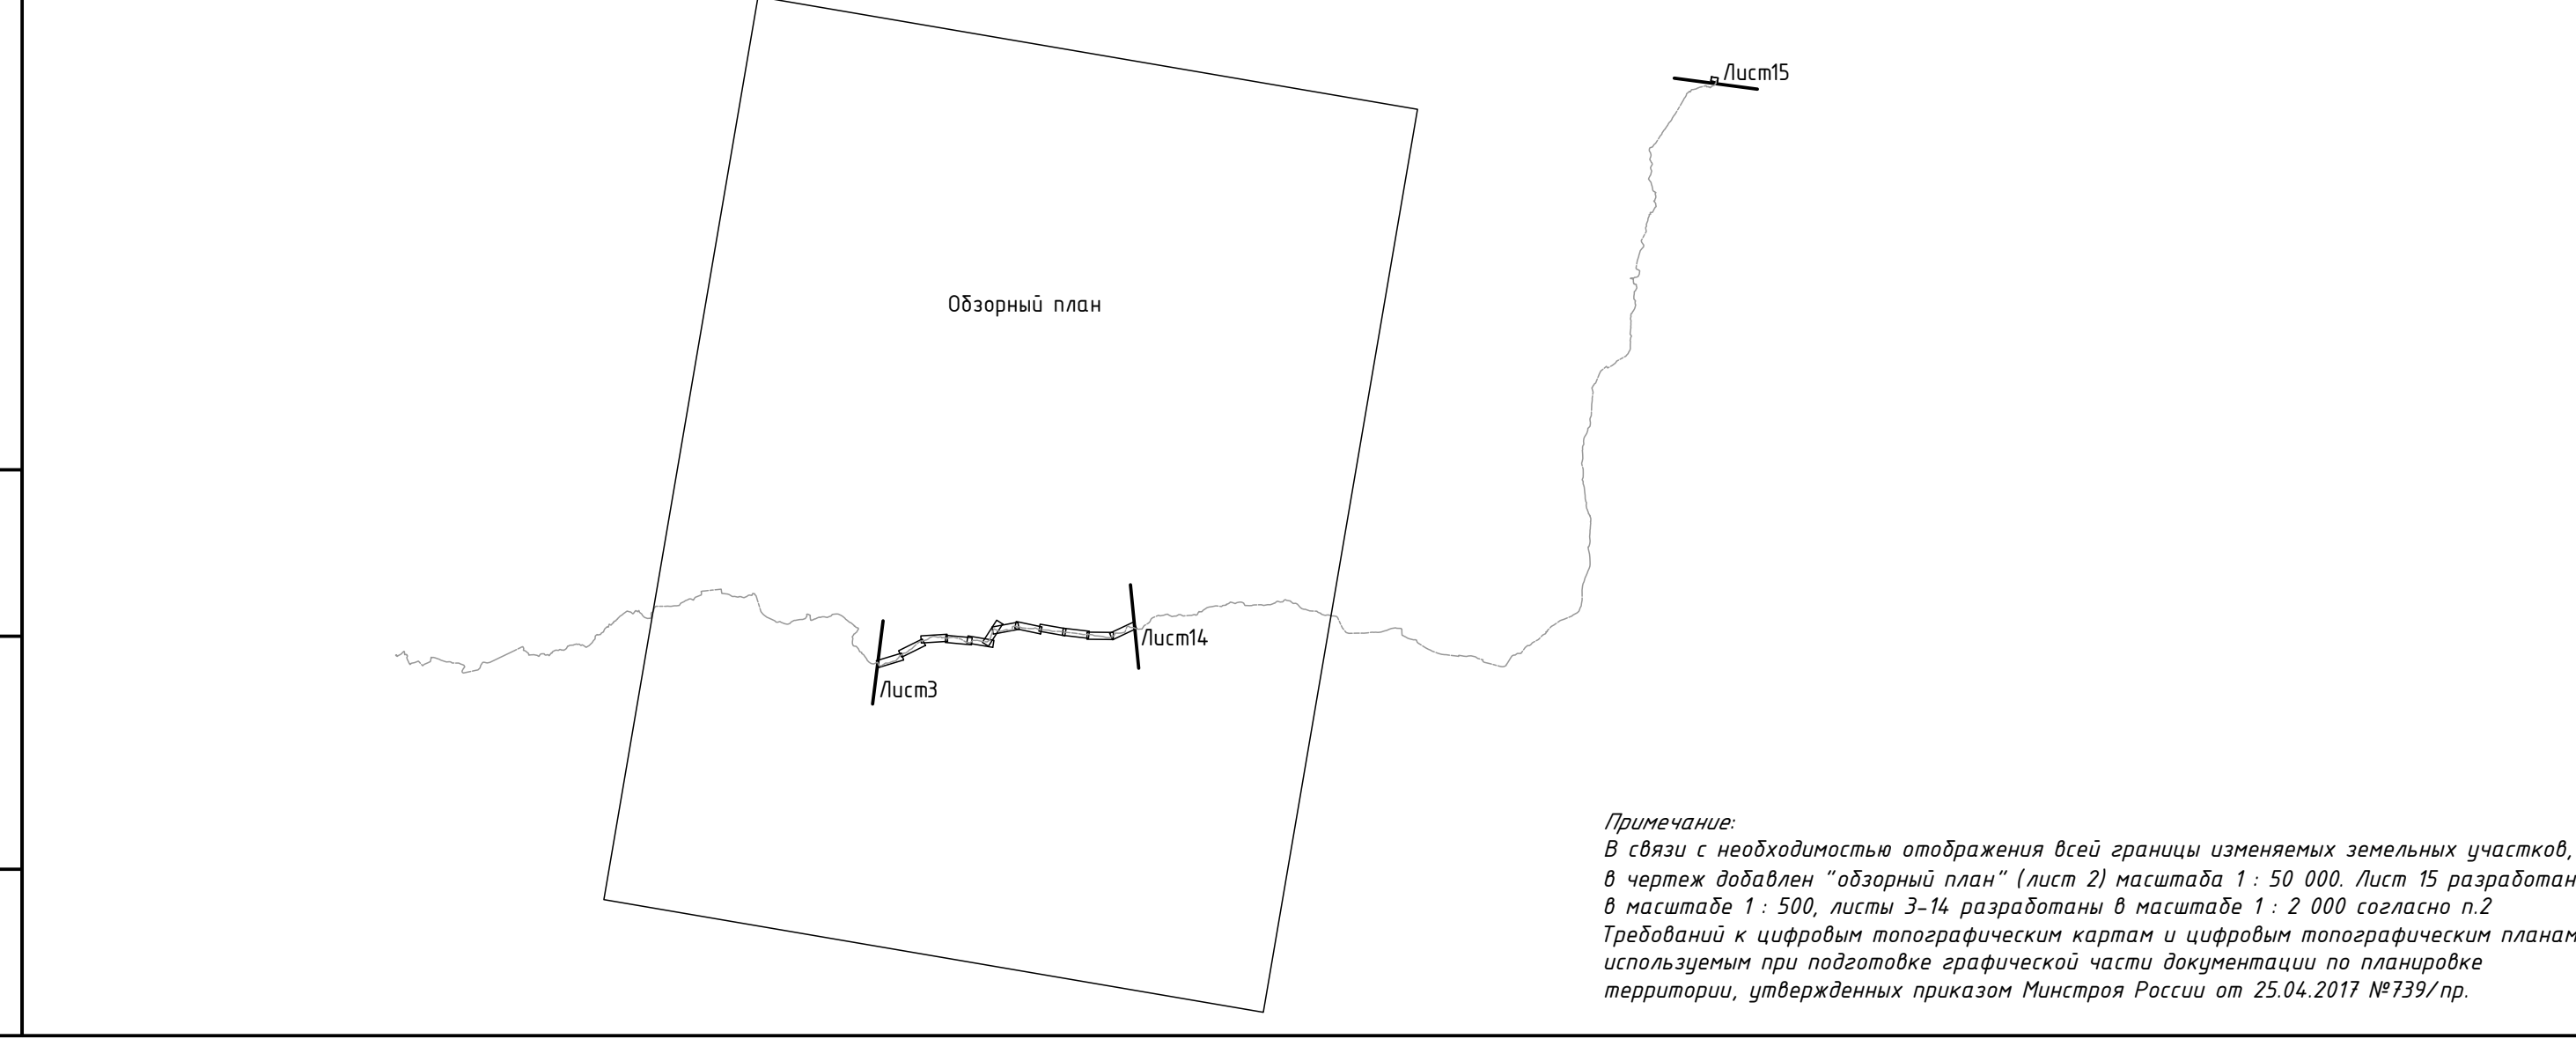 Лист15
Обзорный план
Лист14
Лист3
Примечание:
В связи с необходимостью отображения всей границы изменяемых земельных участков,
в чертеж добавлен "обзорный план" (лист 2) масштаба 1 : 50 000. Лист 15 разработан
в масштабе 1 : 500, листы 3-14 разработаны в масштабе 1 : 2 000 согласно п.2
Требований к цифровым топографическим картам и цифровым топографическим планам
используемым при подготовке графической части документации по планировке
территории, утвержденных приказом Минстроя России от 25.04.2017 №739/пр.